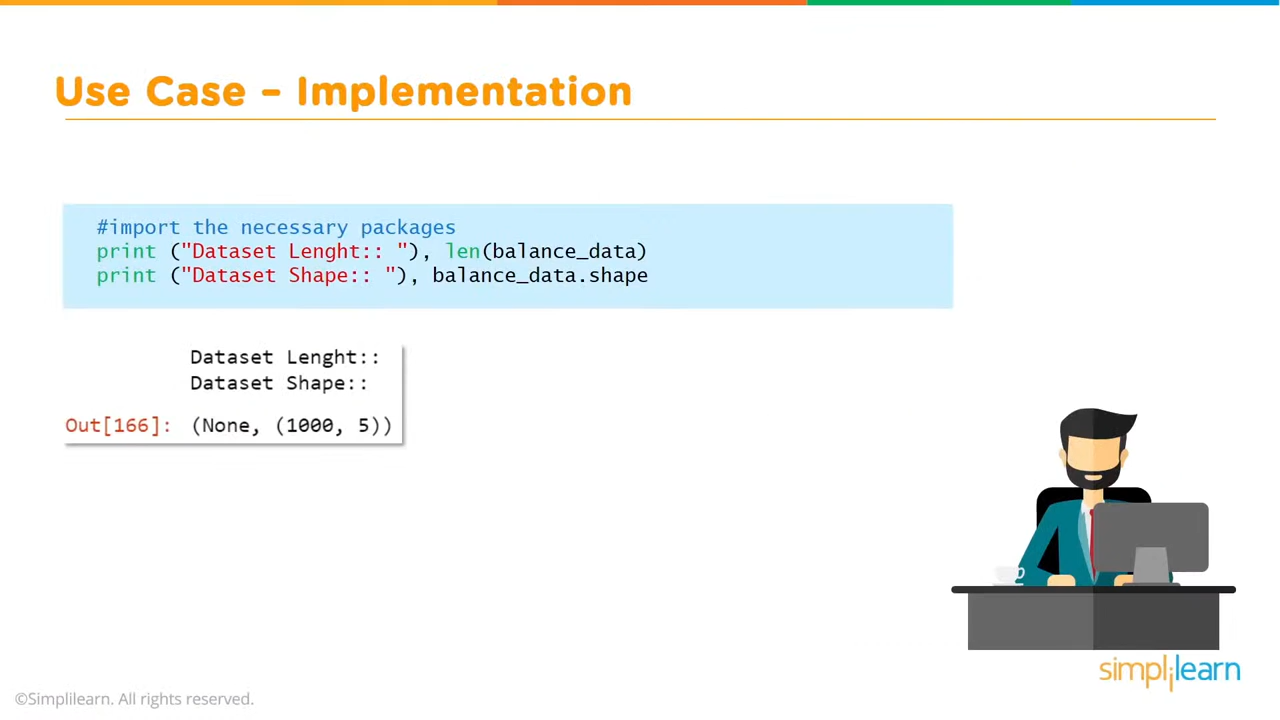 Use Case – Implementation
#import the necessary packages
print ("Dataset Lenght:: "), len(balance_data)
print ("Dataset Shape:: "), balance_data.shape
Dataset Lenght::
Dataset Shape::
Out[166]: (None, (1000, 5))
simplilearn
©Simplilearn. All rights reserved.